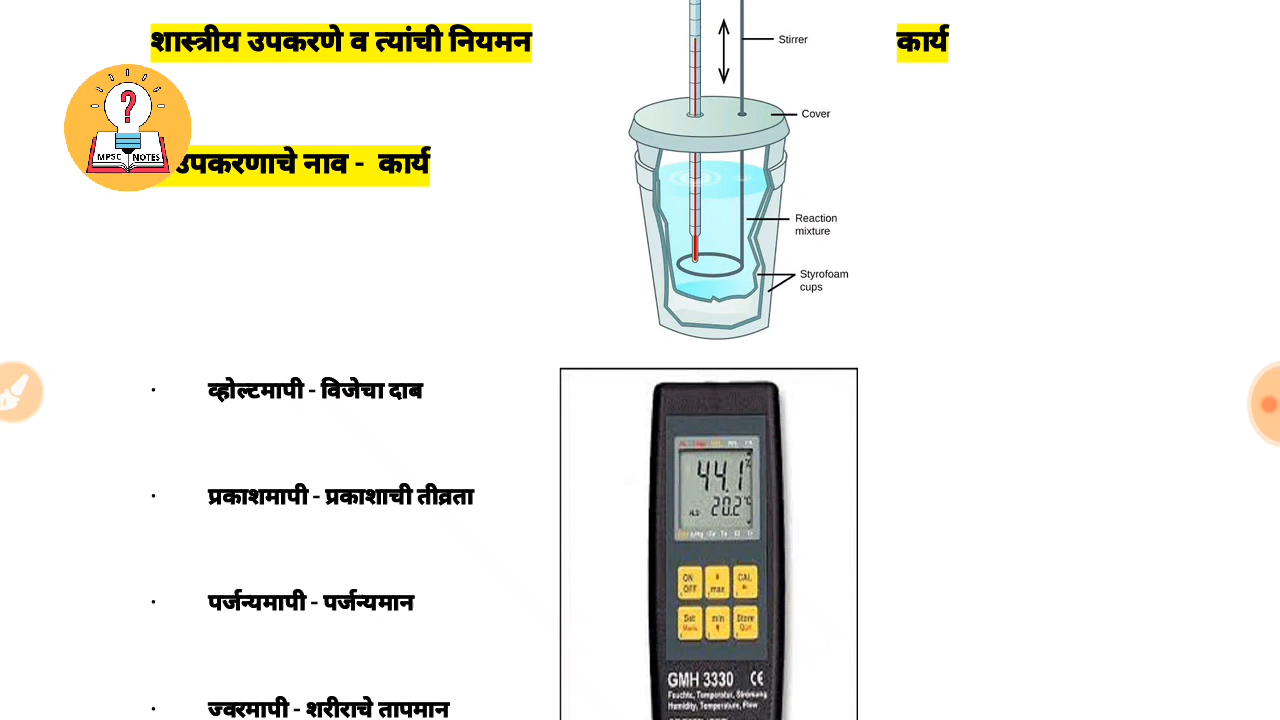 शास्त्रीय उपकरणे व त्यांची नियमन कार्य
Stirrer
Cover
MPSC NOTES
उपकरणाचे नाव - कार्य
Reaction
mixture
Styrofoam
cups
· व्होल्टमापी - विजेचा दाब
· प्रकाशमापी - प्रकाशाची तीव्रता
· पर्जन्यमापी - पर्जन्यमान
· ज्वरमापी - शरीराचे तापमान
44.1
20.2°C
ON
OFF
max
CAL
Set
min
Store
GMH 3330 CE
Feuchte, Temperatur, Strömung
Humidity, Temperature, Flow